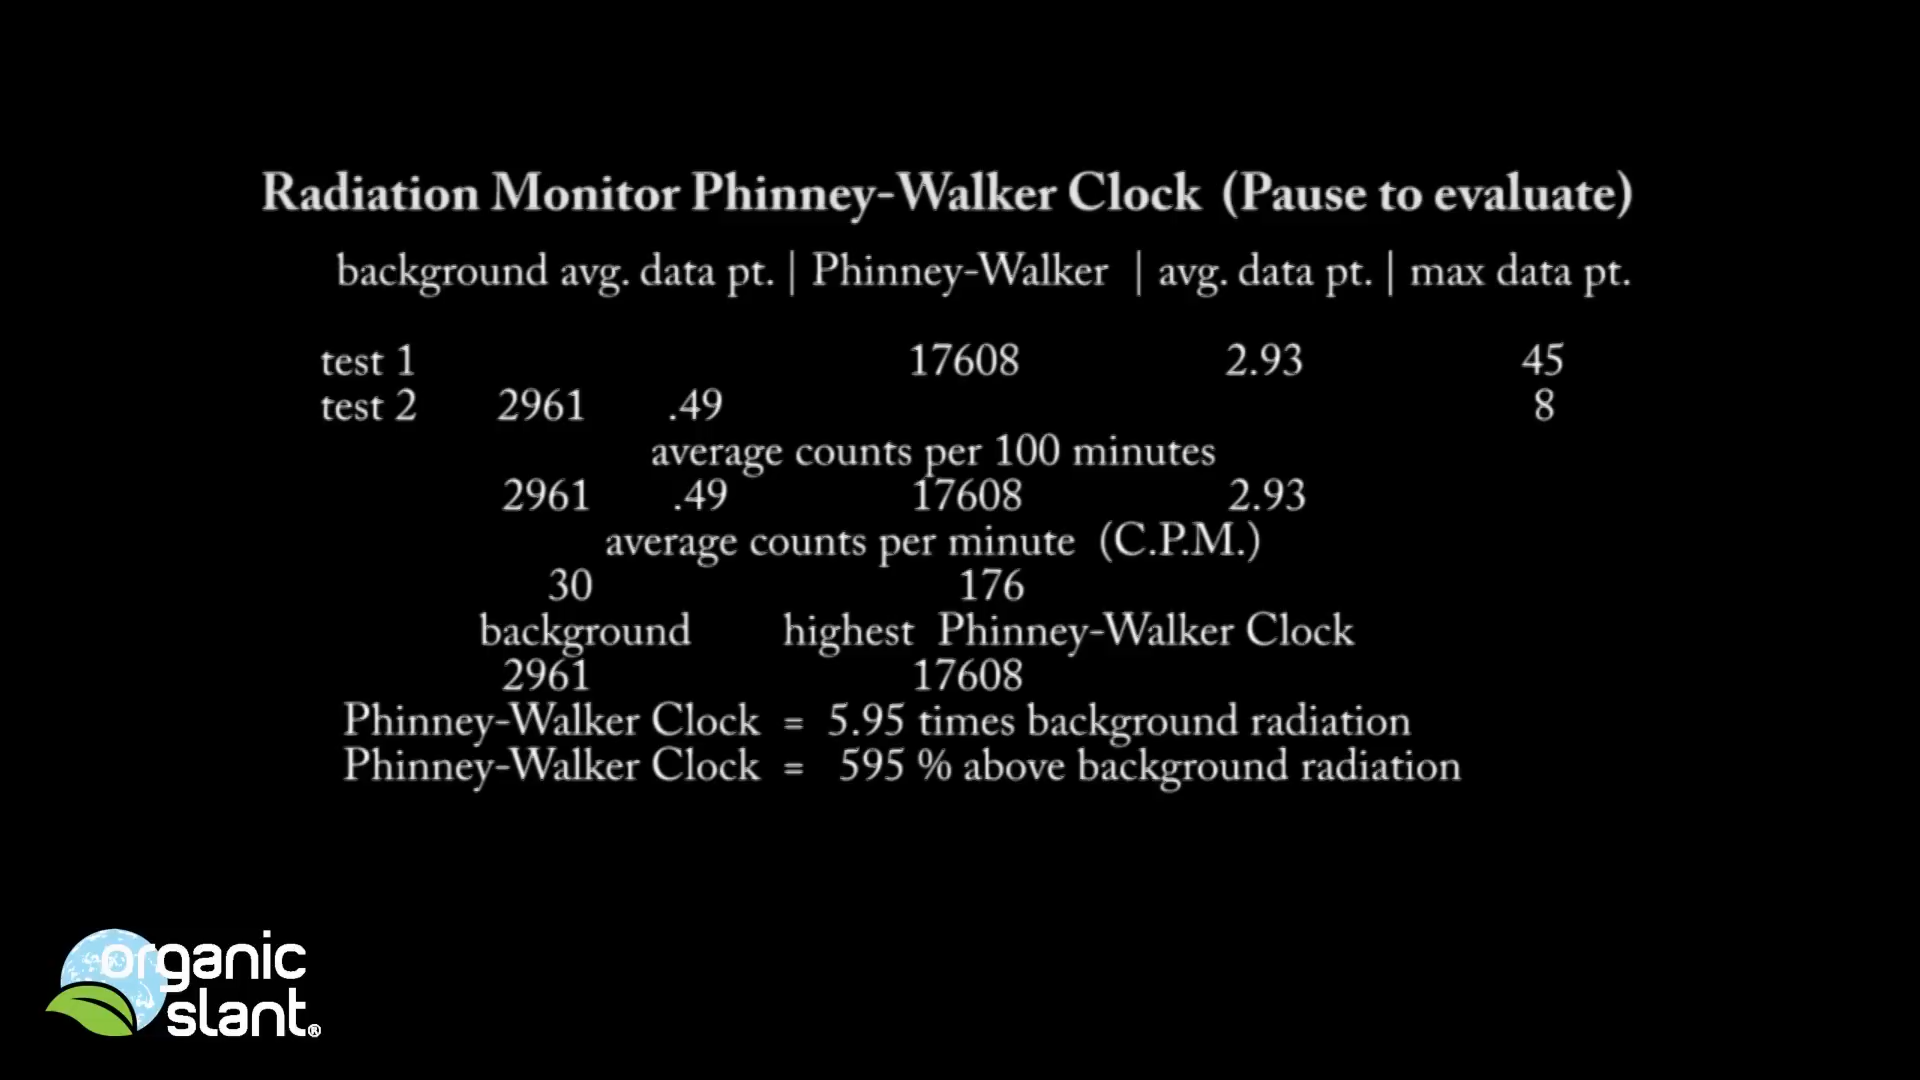 Radiation Monitor Phinney-Walker Clock (Pause to evaluate)
background avg. data pt. | Phinney-Walker | avg. data pt. | max data pt.
test 1 17608 2.93 45
test 2 2961 .49 8
average counts per 100 minutes
2961 .49 17608 2.93
average counts per minute (C.P.M.)
30 176
background highest Phinney-Walker Clock
2961 17608
Phinney-Walker Clock = 5.95 times background radiation
Phinney-Walker Clock = 595 % above background radiation
organic
slant®